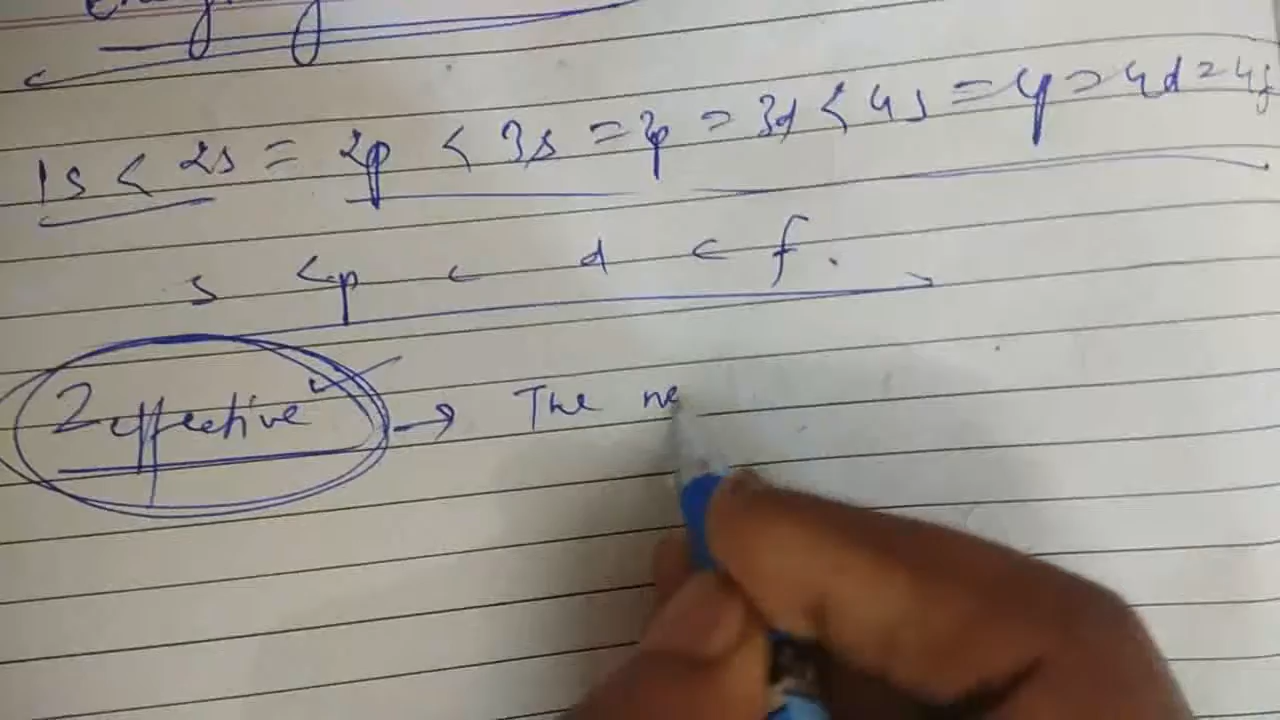 1s < 2s = 2p < 3s = 3p = 3d < 4s = 4p = 4d = 4f
s < p < d < f.
Zeffective → The ne